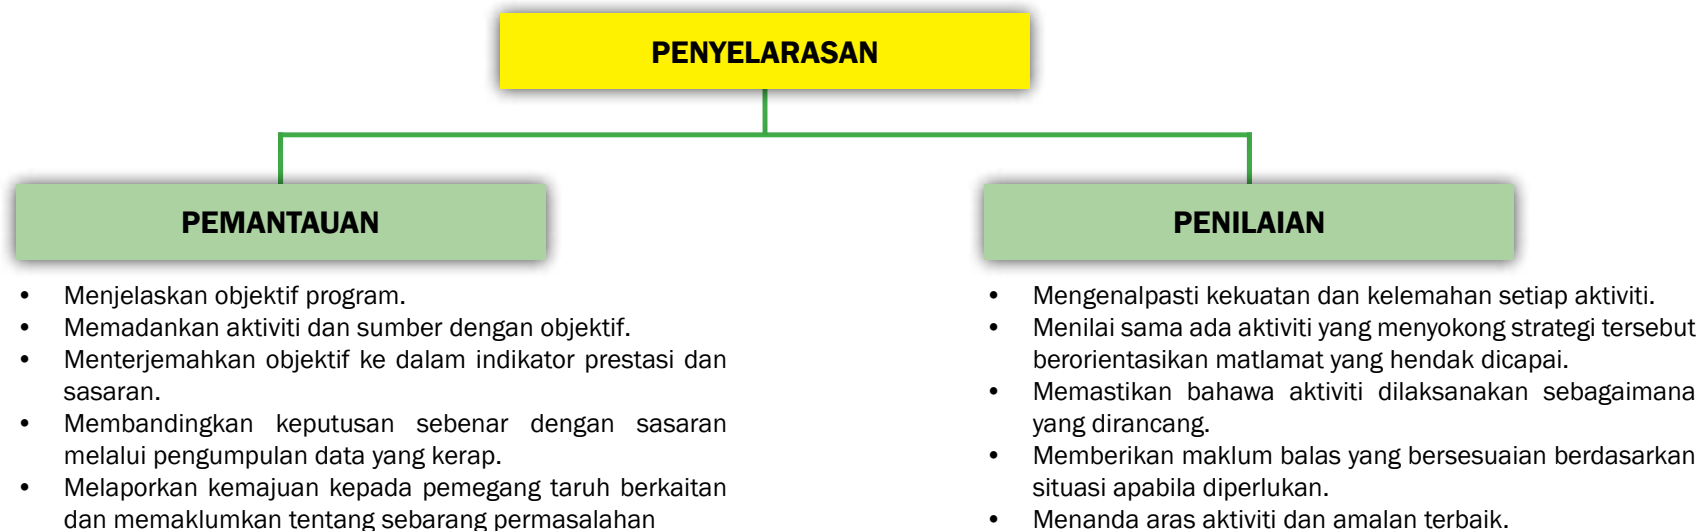 PENYELARASAN
PEMANTAUAN
• Menjelaskan objektif program.
• Memadankan aktiviti dan sumber dengan objektif.
• Menterjemahkan objektif ke dalam indikator prestasi dan
sasaran.
• Membandingkan keputusan sebenar dengan sasaran
melalui pengumpulan data yang kerap.
• Melaporkan kemajuan kepada pemegang taruh berkaitan
dan memaklumkan tentang sebarang permasalahan
PENILAIAN
• Mengenalpasti kekuatan dan kelemahan setiap aktiviti.
• Menilai sama ada aktiviti yang menyokong strategi tersebut
berorientasikan matlamat yang hendak dicapai.
• Memastikan bahawa aktiviti dilaksanakan sebagaimana
yang dirancang.
• Memberikan maklum balas yang bersesuaian berdasarkan
situasi apabila diperlukan.
• Menanda aras aktiviti dan amalan terbaik.